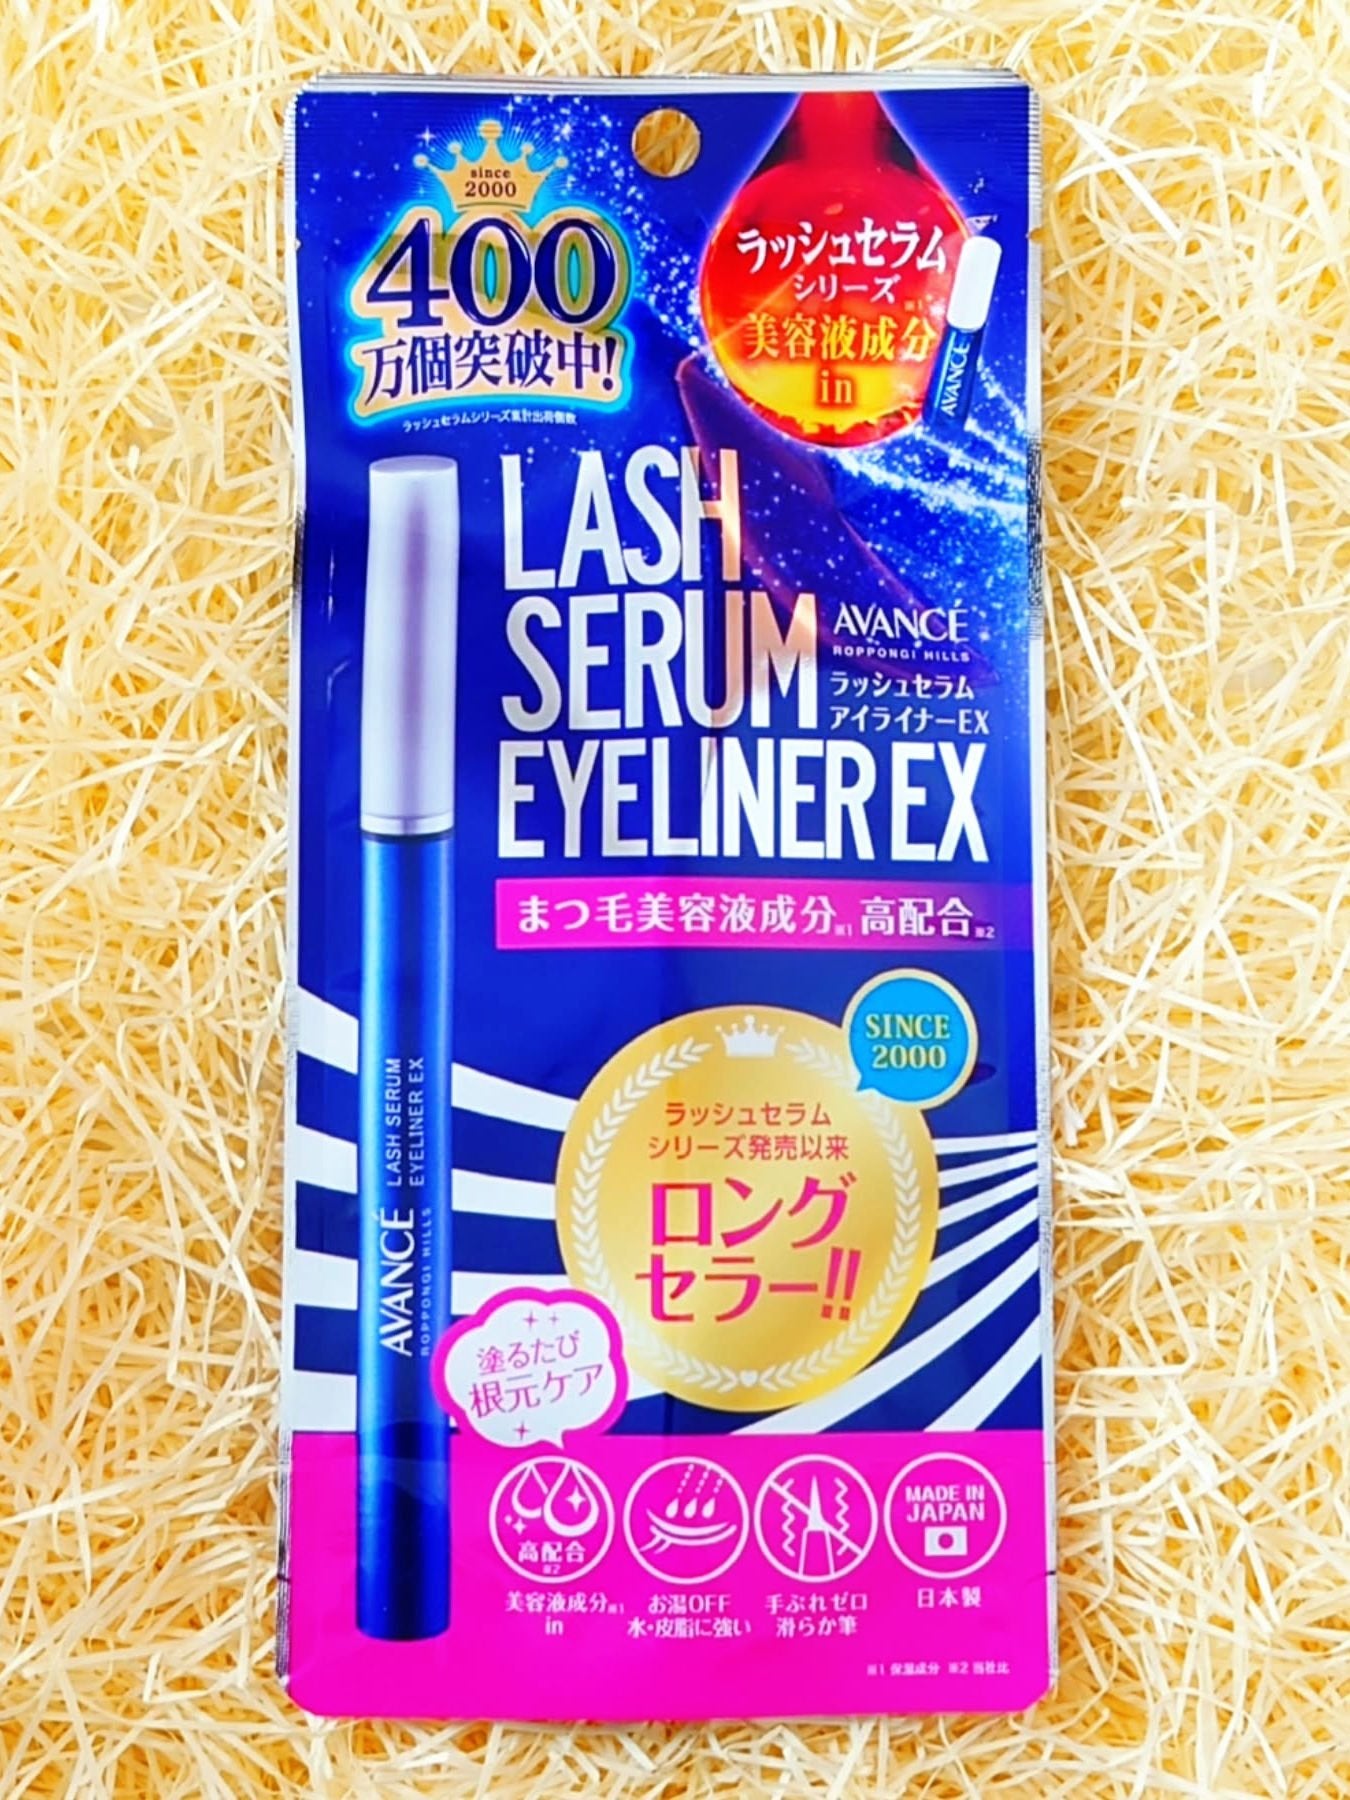 since
2000
400
万個突破中!
ラッシュセラムシリーズ累計出荷個数
ラッシュセラム
シリーズ
美容液成分※1
in
AVANCÉ
LASH
SERUM
EYELINER EX
AVANCÉ
ROPPONGI HILLS
ラッシュセラム
アイライナーEX
まつ毛美容液成分※1 高配合※2
SINCE
2000
ラッシュセラム
シリーズ発売以来
ロング
セラー!!
AVANCÉ
ROPPONGI HILLS
LASH SERUM
EYELINER EX
塗るたび
根元ケア
高配合
※2
美容液成分※1
in
お湯OFF
水・皮脂に強い
手ぶれゼロ
滑らか筆
MADE IN
JAPAN
日本製
※1 保湿成分 ※2 当社比